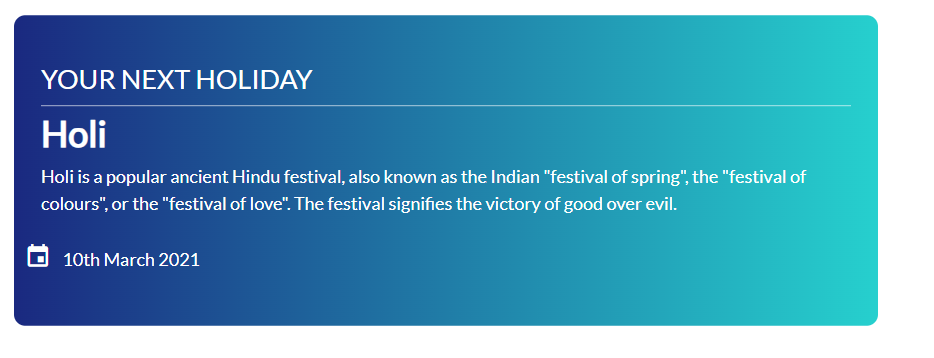 YOUR NEXT HOLIDAY
Holi
Holi is a popular ancient Hindu festival, also known as the Indian "festival of spring", the "festival of
colours", or the "festival of love". The festival signifies the victory of good over evil.
10th March 2021